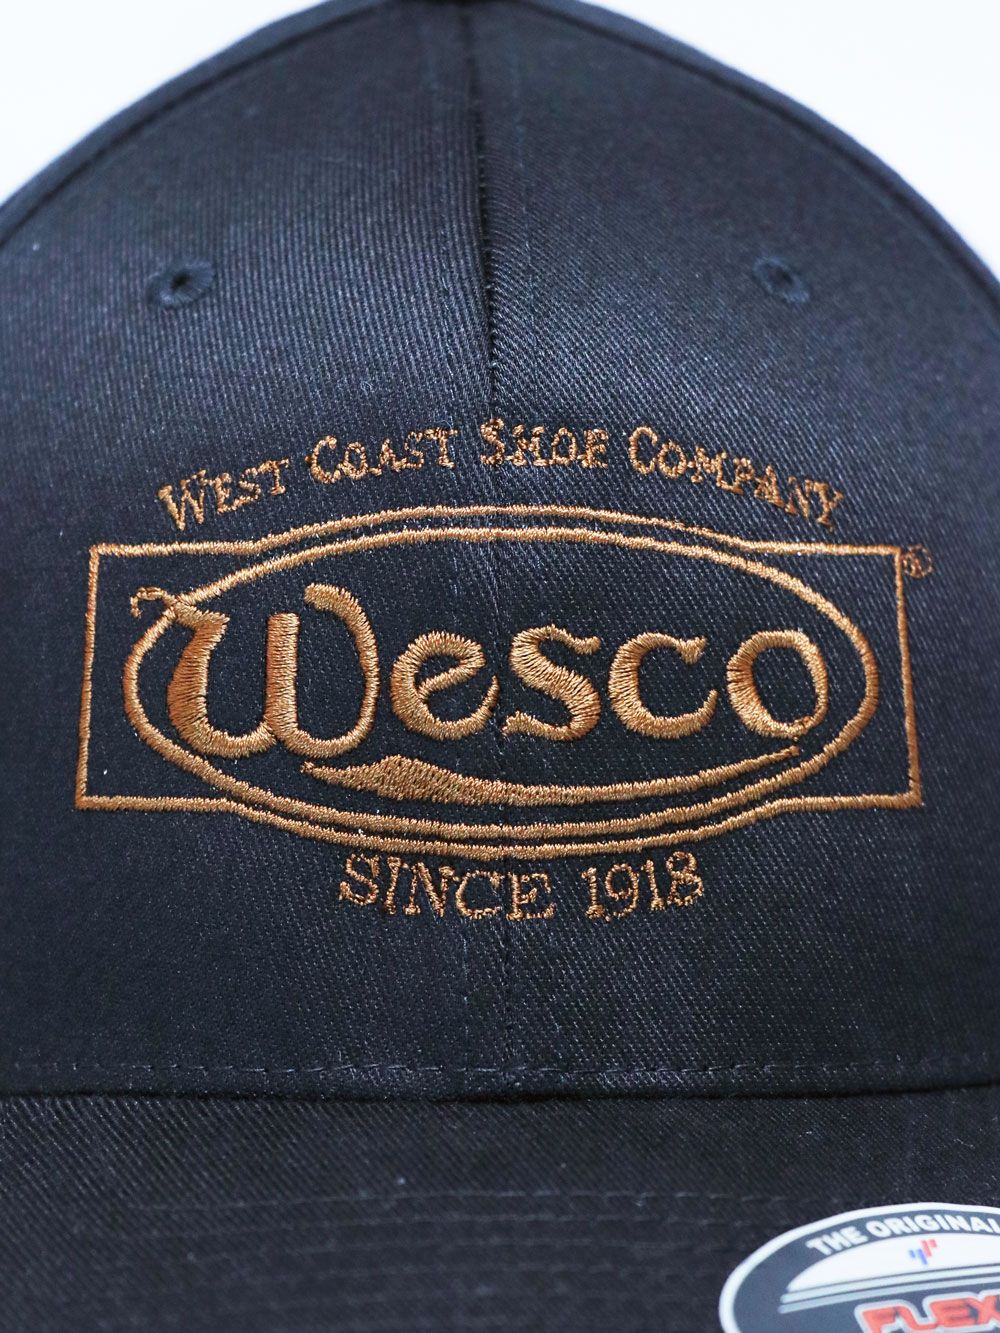 West Coast Shoe Company
Wesco®
Since 1918
THE ORIGINAL
FLEX